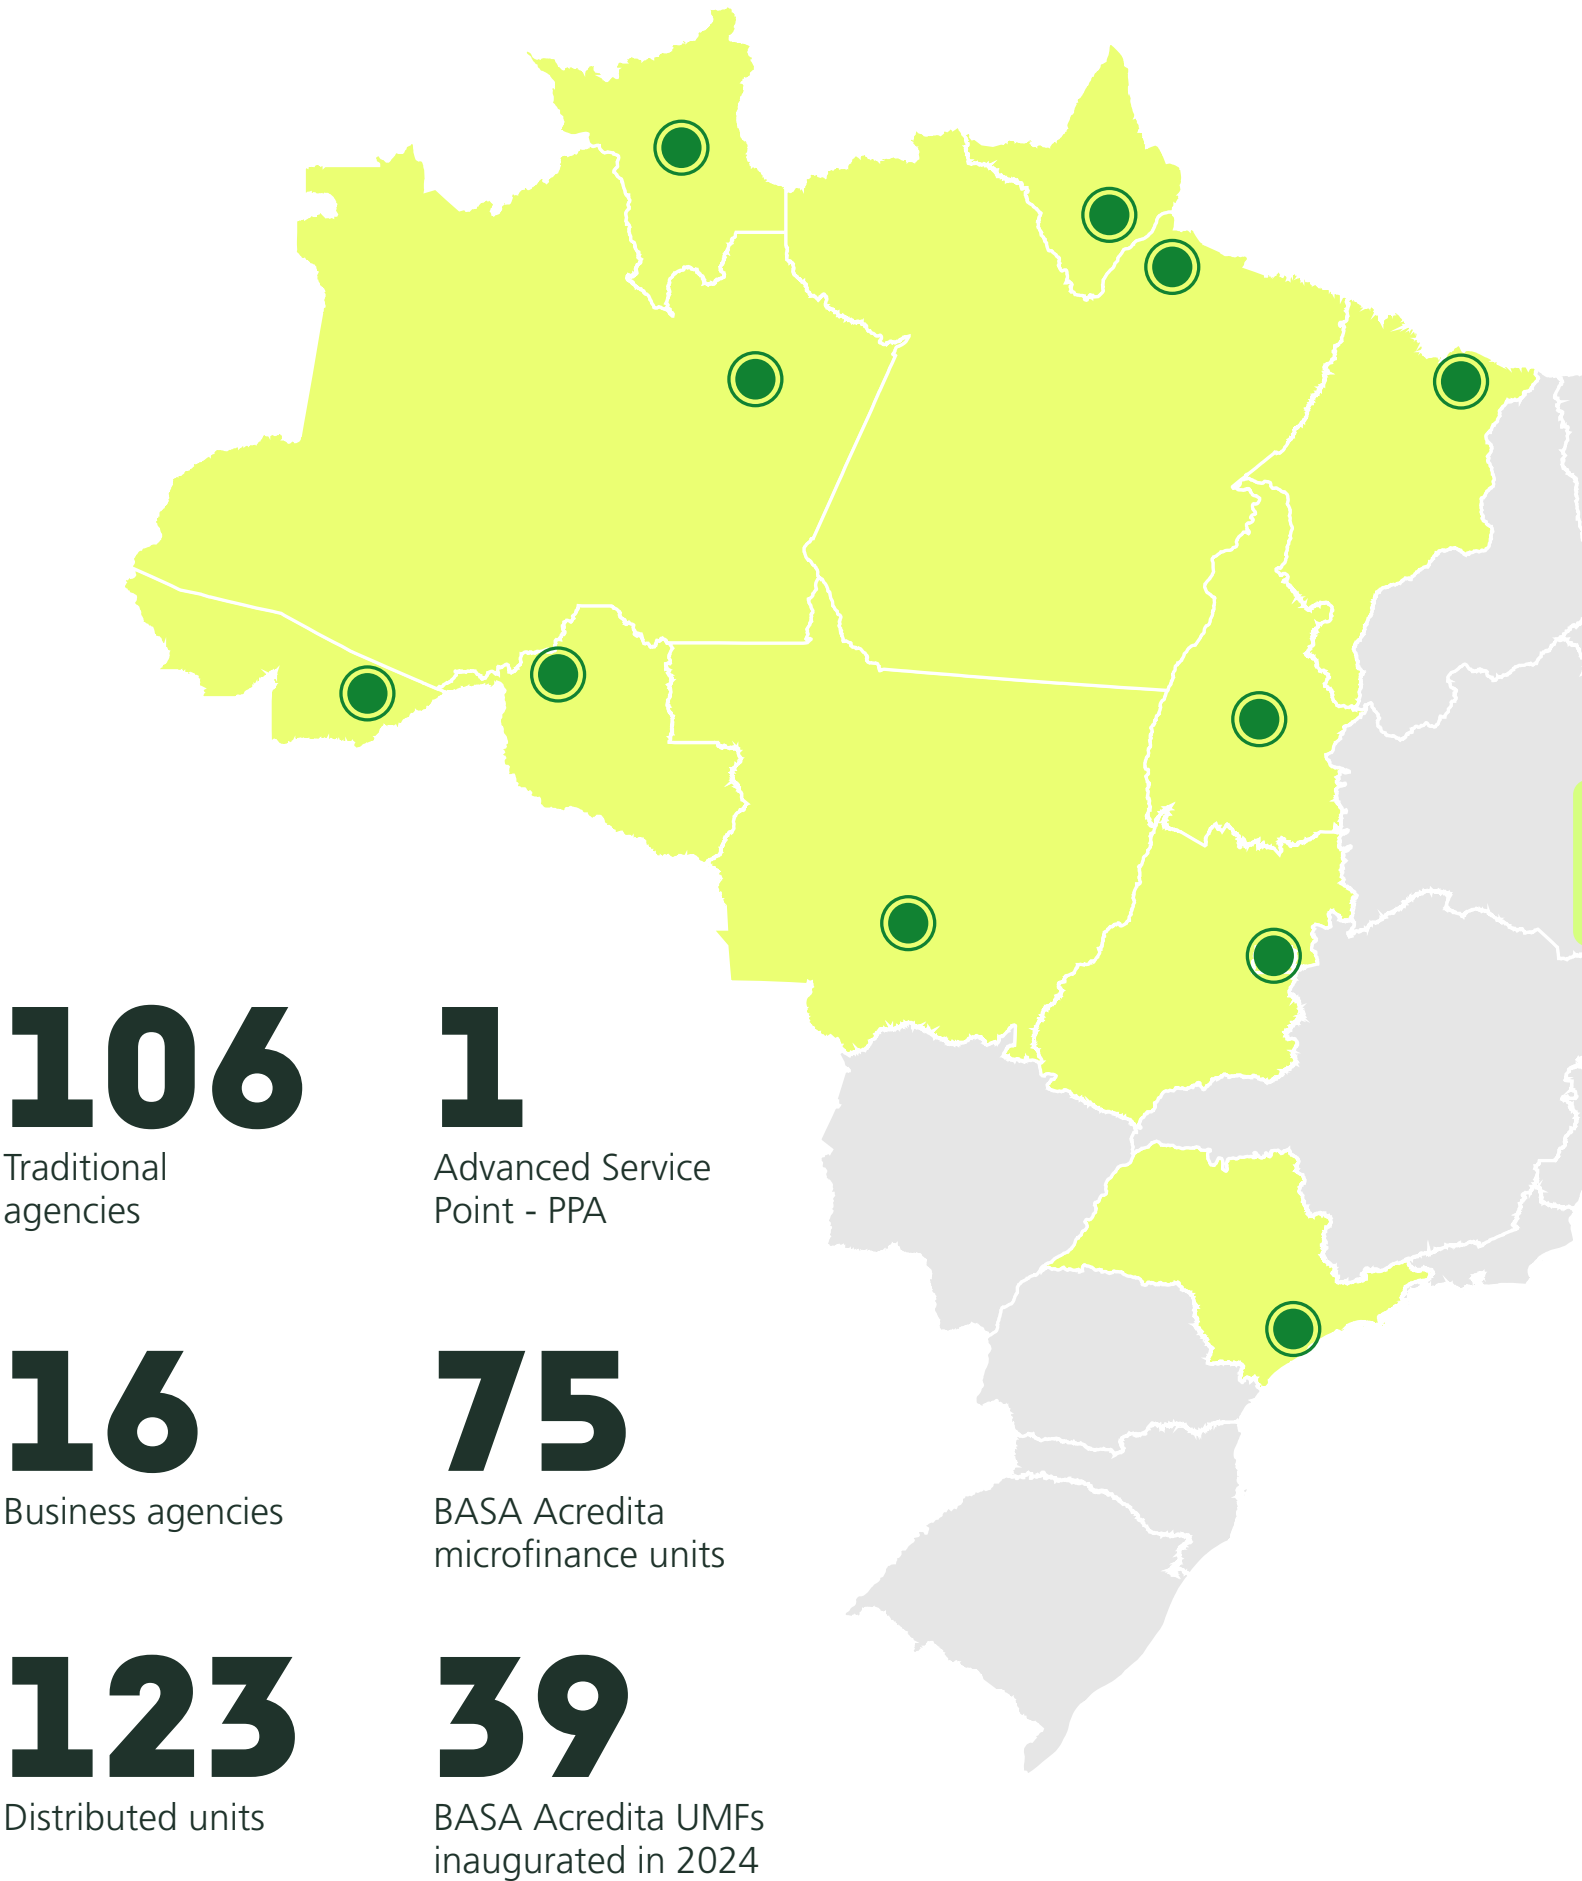 106
Traditional
agencies
1
Advanced Service
Point - PPA
16
Business agencies
75
BASA Acredita
microfinance units
123
Distributed units
39
BASA Acredita UMFs
inaugurated in 2024